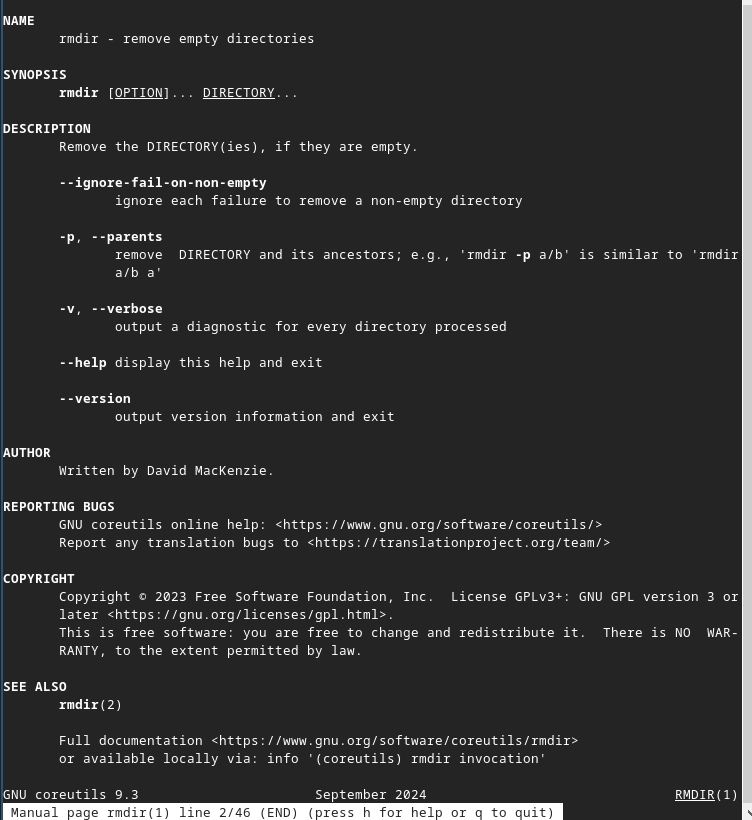 NAME
rmdir - remove empty directories
SYNOPSIS
rmdir [OPTION]... DIRECTORY...
DESCRIPTION
Remove the DIRECTORY(ies), if they are empty.
--ignore-fail-on-non-empty
ignore each failure to remove a non-empty directory
-p, --parents
remove  DIRECTORY and its ancestors; e.g., 'rmdir -p a/b' is similar to 'rmdir
a/b a'
-v, --verbose
output a diagnostic for every directory processed
--help display this help and exit
--version
output version information and exit
AUTHOR
Written by David MacKenzie.
REPORTING BUGS
GNU coreutils online help: <https://www.gnu.org/software/coreutils/>
Report any translation bugs to <https://translationproject.org/team/>
COPYRIGHT
Copyright © 2023 Free Software Foundation, Inc.  License GPLv3+: GNU GPL version 3 or
later <https://gnu.org/licenses/gpl.html>.
This is free software: you are free to change and redistribute it.  There is NO  WAR-
RANTY, to the extent permitted by law.
SEE ALSO
rmdir(2)
Full documentation <https://www.gnu.org/software/coreutils/rmdir>
or available locally via: info '(coreutils) rmdir invocation'
GNU coreutils 9.3 September 2024 RMDIR(1)
Manual page rmdir(1) line 2/46 (END) (press h for help or q to quit)